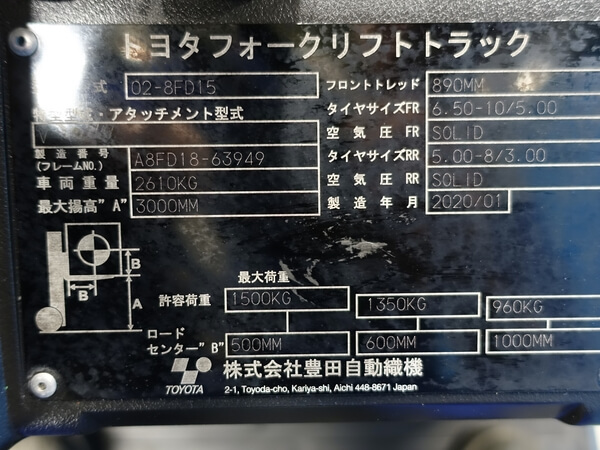 トヨタフォークリフトトラック
式 02-8FD15 フロントトレッド 890MM
アタッチメント型式 タイヤサイズFR 6.50-10/5.00
空気圧FR SOLID
製造番号 (フレームNO.) A8FD18-63949 タイヤサイズRR 5.00-8/3.00
車両重量 2610KG 空気圧RR SOLID
最大揚高"A" 3000MM 製造年月 2020/01
最大荷重
許容荷重 1500KG 1350KG 960KG
ロード
センター"B" 500MM 600MM 1000MM
B
B
A
TOYOTA 株式会社豊田自動織機
2-1, Toyoda-cho, Kariya-shi, Aichi 448-8671 Japan